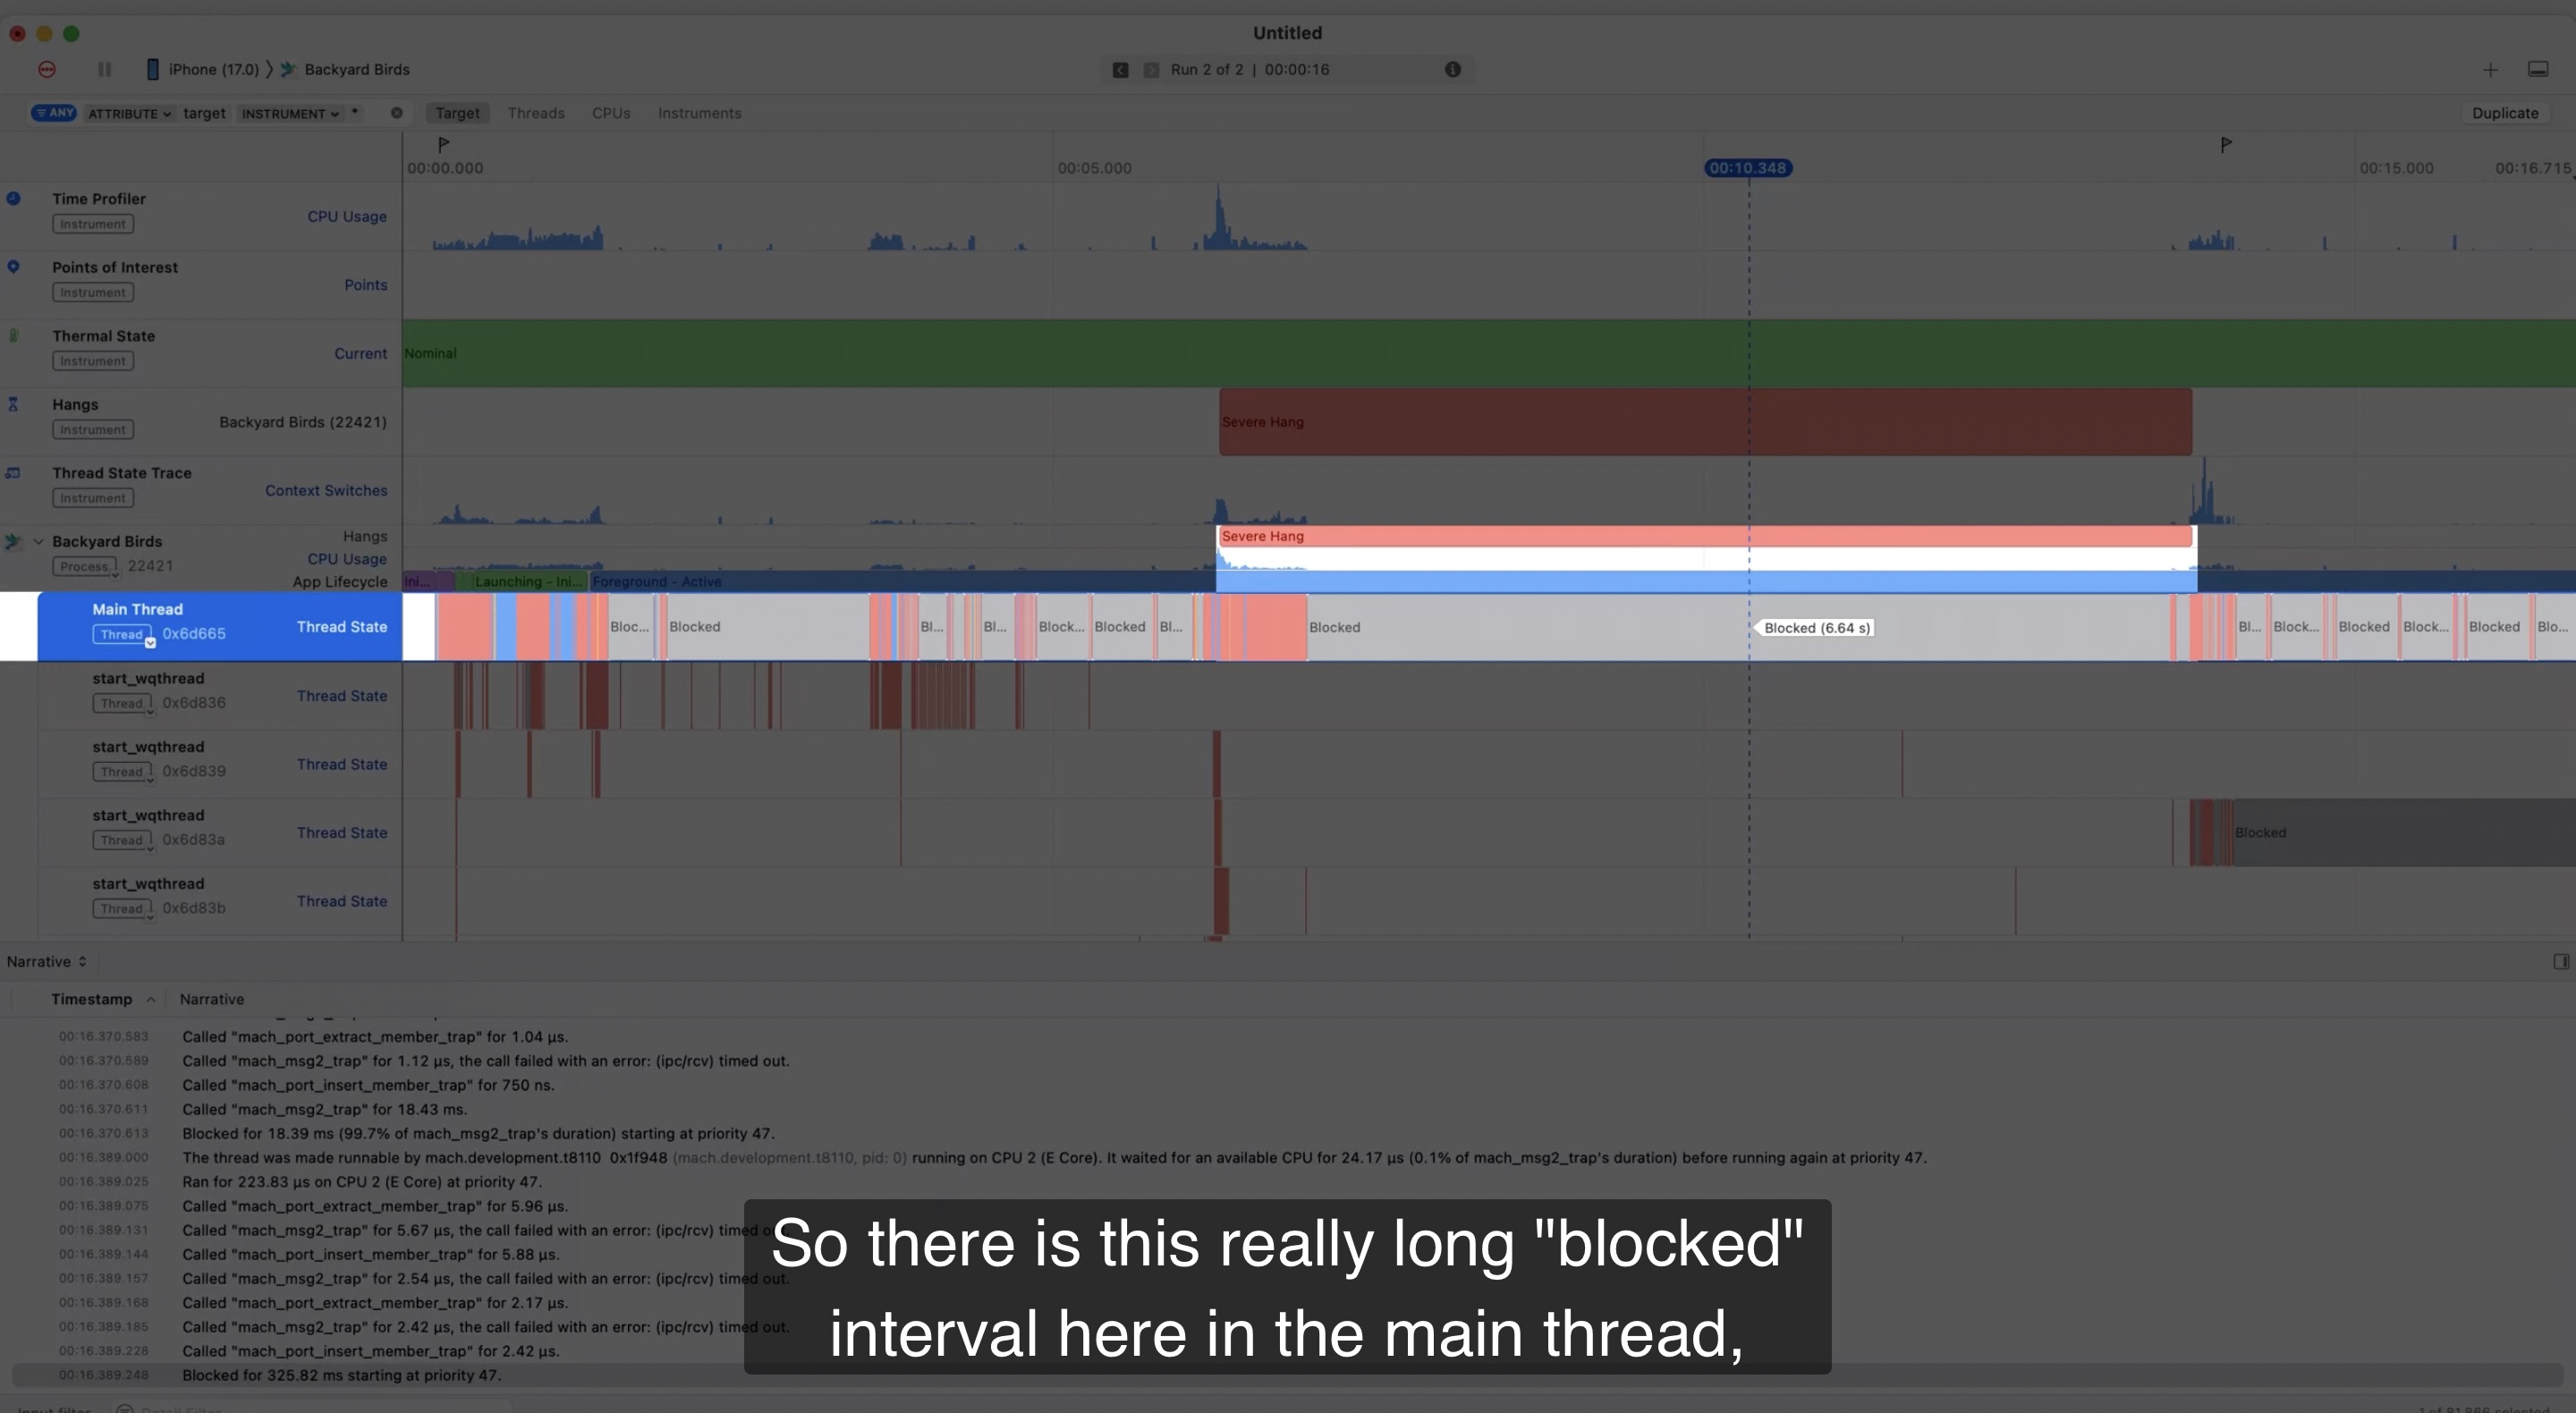 Untitled
iPhone (17.0) 〉 Backyard Birds
Run 2 of 2 | 00:00:16
ANY ATTRIBUTE target INSTRUMENT * Target Threads CPUs Instruments Duplicate
00:00.000 00:05.000 00:10.348 00:15.000 00:16.715
Time Profiler
Instrument
CPU Usage
Points of Interest
Instrument
Points
Thermal State
Instrument
Current
Nominal
Hangs
Instrument
Backyard Birds (22421)
Severe Hang
Thread State Trace
Instrument
Context Switches
Backyard Birds
Process 22421
Hangs
CPU Usage
App Lifecycle
Severe Hang
Ini... Launching - Ini... Foreground - Active
Main Thread
Thread 0x6d665
Thread State
Bloc... Blocked Bl... Bl... Block... Blocked Bl... Blocked Blocked (6.64 s) Bl... Block... Blocked Block... Blocked Blo...
start_wqthread
Thread 0x6d836
Thread State
start_wqthread
Thread 0x6d839
Thread State
start_wqthread
Thread 0x6d83a
Thread State
Blocked
start_wqthread
Thread 0x6d83b
Thread State
Narrative
Timestamp Narrative
00:16.370.583 Called "mach_port_extract_member_trap" for 1.04 µs.
00:16.370.589 Called "mach_msg2_trap" for 1.12 µs, the call failed with an error: (ipc/rcv) timed out.
00:16.370.608 Called "mach_port_insert_member_trap" for 750 ns.
00:16.370.611 Called "mach_msg2_trap" for 18.43 ms.
00:16.370.613 Blocked for 18.39 ms (99.7% of mach_msg2_trap's duration) starting at priority 47.
00:16.389.000 The thread was made runnable by mach.development.t8110 0x1f948 (mach.development.t8110, pid: 0) running on CPU 2 (E Core). It waited for an available CPU for 24.17 µs (0.1% of mach_msg2_trap's duration) before running again at priority 47.
00:16.389.025 Ran for 223.83 µs on CPU 2 (E Core) at priority 47.
00:16.389.075 Called "mach_port_extract_member_trap" for 5.96 µs.
00:16.389.131 Called "mach_msg2_trap" for 5.67 µs, the call failed with an error: (ipc/rcv) timed out.
00:16.389.144 Called "mach_port_insert_member_trap" for 5.88 µs.
00:16.389.157 Called "mach_msg2_trap" for 2.54 µs, the call failed with an error: (ipc/rcv) timed out.
00:16.389.168 Called "mach_port_extract_member_trap" for 2.17 µs.
00:16.389.185 Called "mach_msg2_trap" for 2.42 µs, the call failed with an error: (ipc/rcv) timed out.
00:16.389.228 Called "mach_port_insert_member_trap" for 2.42 µs.
00:16.389.248 Blocked for 325.82 ms starting at priority 47.
So there is this really long "blocked"
interval here in the main thread,